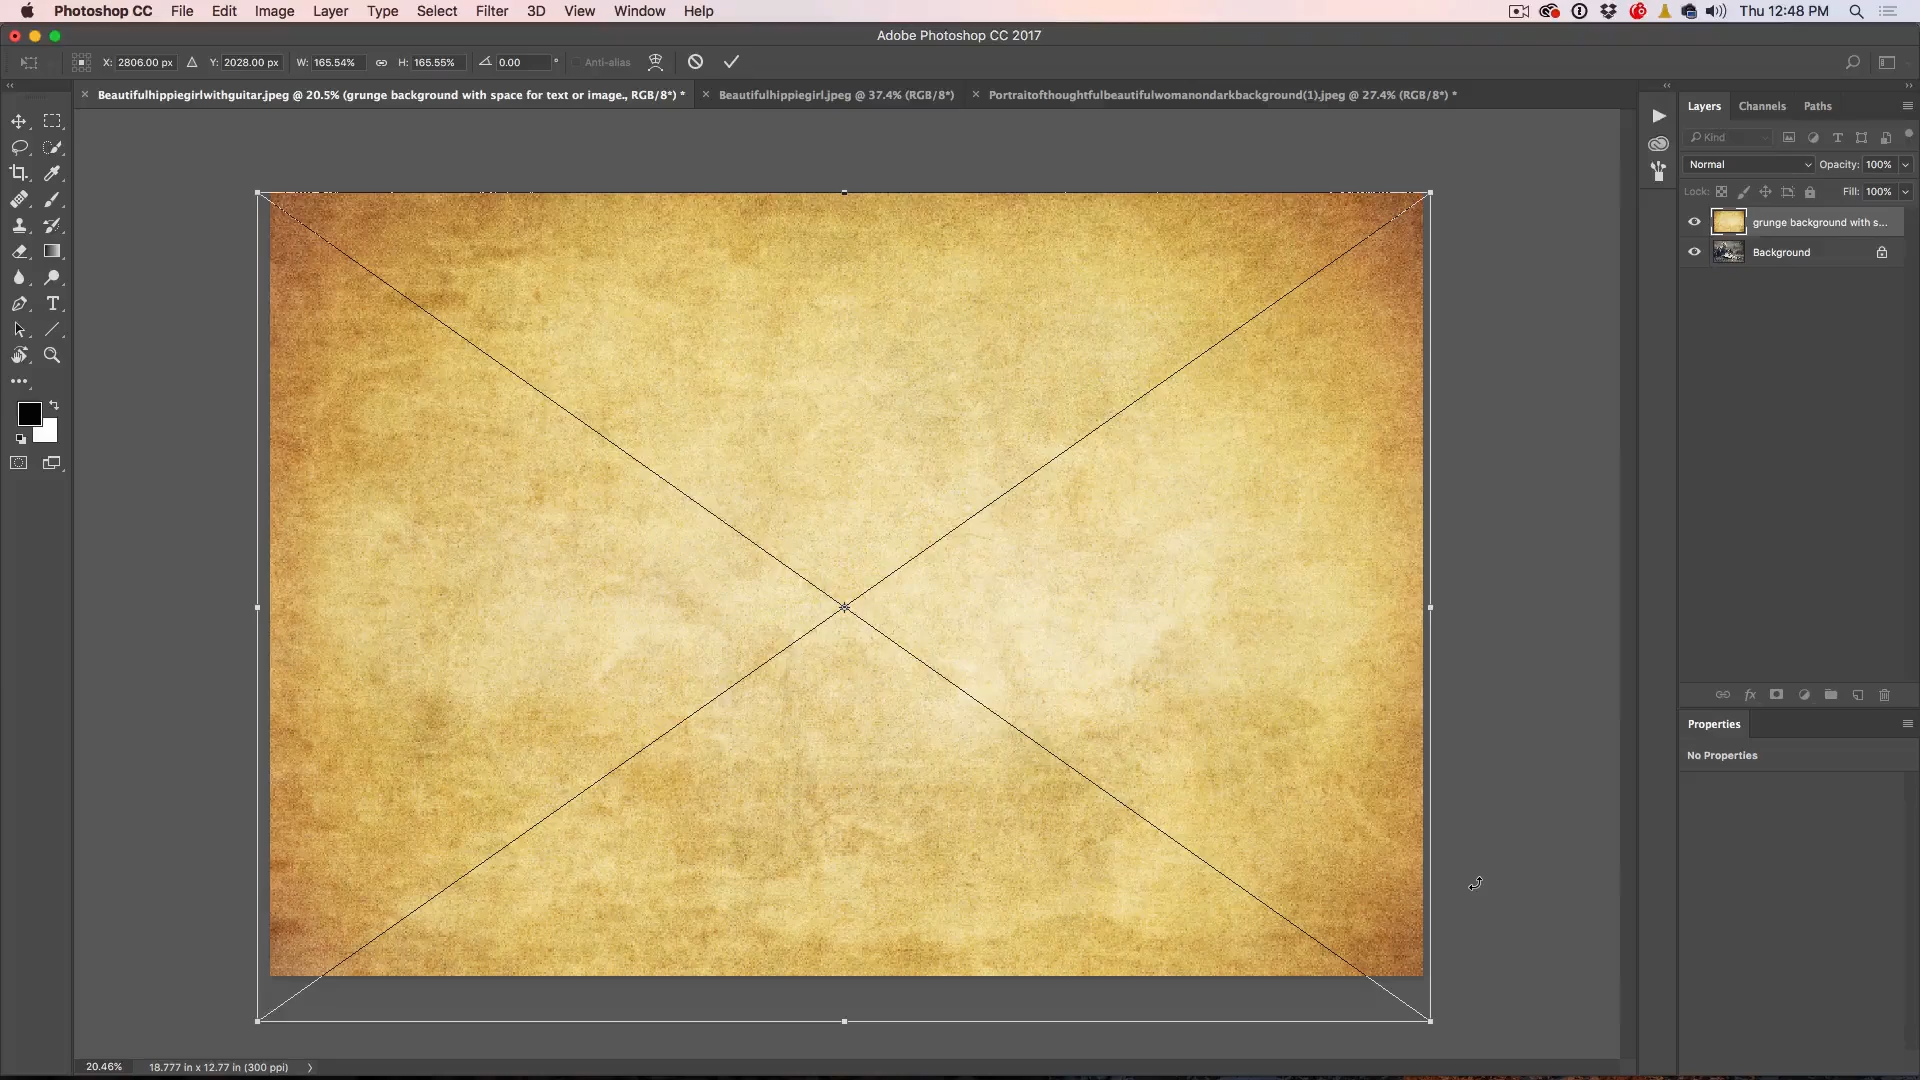 Photoshop CC File Edit Image Layer Type Select Filter 3D View Window Help Thu 12:48 PM
Adobe Photoshop CC 2017
X: 2806.00 px Y: 2028.00 px W: 165.54% H: 165.55% 0.00 ° Anti-alias
Beautifulhippiegirlwithguitar.jpeg @ 20.5% (grunge background with space for text or image., RGB/8*) * Beautifulhippiegirl.jpeg @ 37.4% (RGB/8*) Portraitofthoughtfulbeautifulwomanondarkbackground(1).jpeg @ 27.4% (RGB/8*) *
Layers Channels Paths
Kind
Normal Opacity: 100%
Lock: Fill: 100%
grunge background with s...
Background
Properties
No Properties
20.46% 18.777 in x 12.77 in (300 ppi)